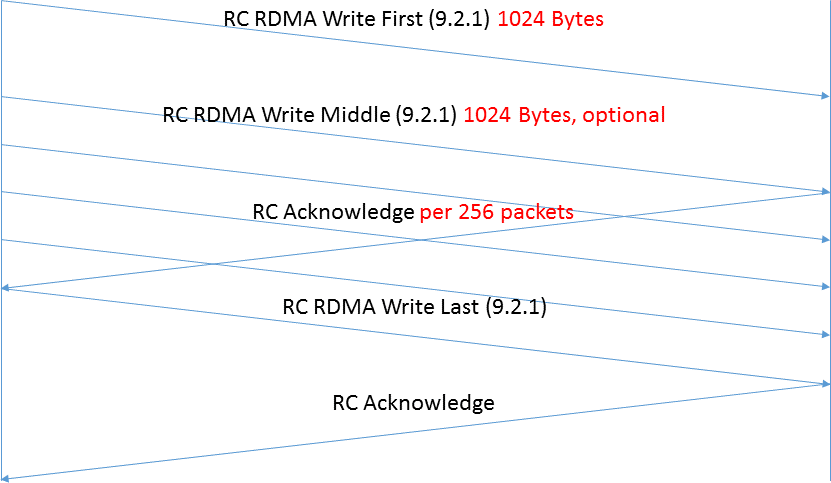 RC RDMA Write First (9.2.1) 1024 Bytes
RC RDMA Write Middle (9.2.1) 1024 Bytes, optional
RC Acknowledge per 256 packets
RC RDMA Write Last (9.2.1)
RC Acknowledge